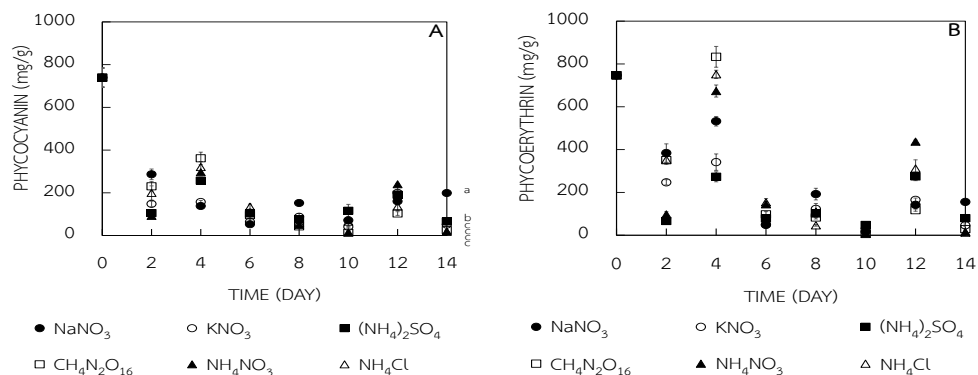 A
1000
800
600
400
200
0
PHYCOCYANIN (mg/g)
a
b
c
c
c
c
0 2 4 6 8 10 12 14
TIME (DAY)
NaNO3 KNO3 (NH4)2SO4
CH4N2O16 NH4NO3 NH4Cl
B
1000
800
600
400
200
0
PHYCOERYTHRIN (mg/g)
0 2 4 6 8 10 12 14
TIME (DAY)
NaNO3 KNO3 (NH4)2SO4
CH4N2O16 NH4NO3 NH4Cl